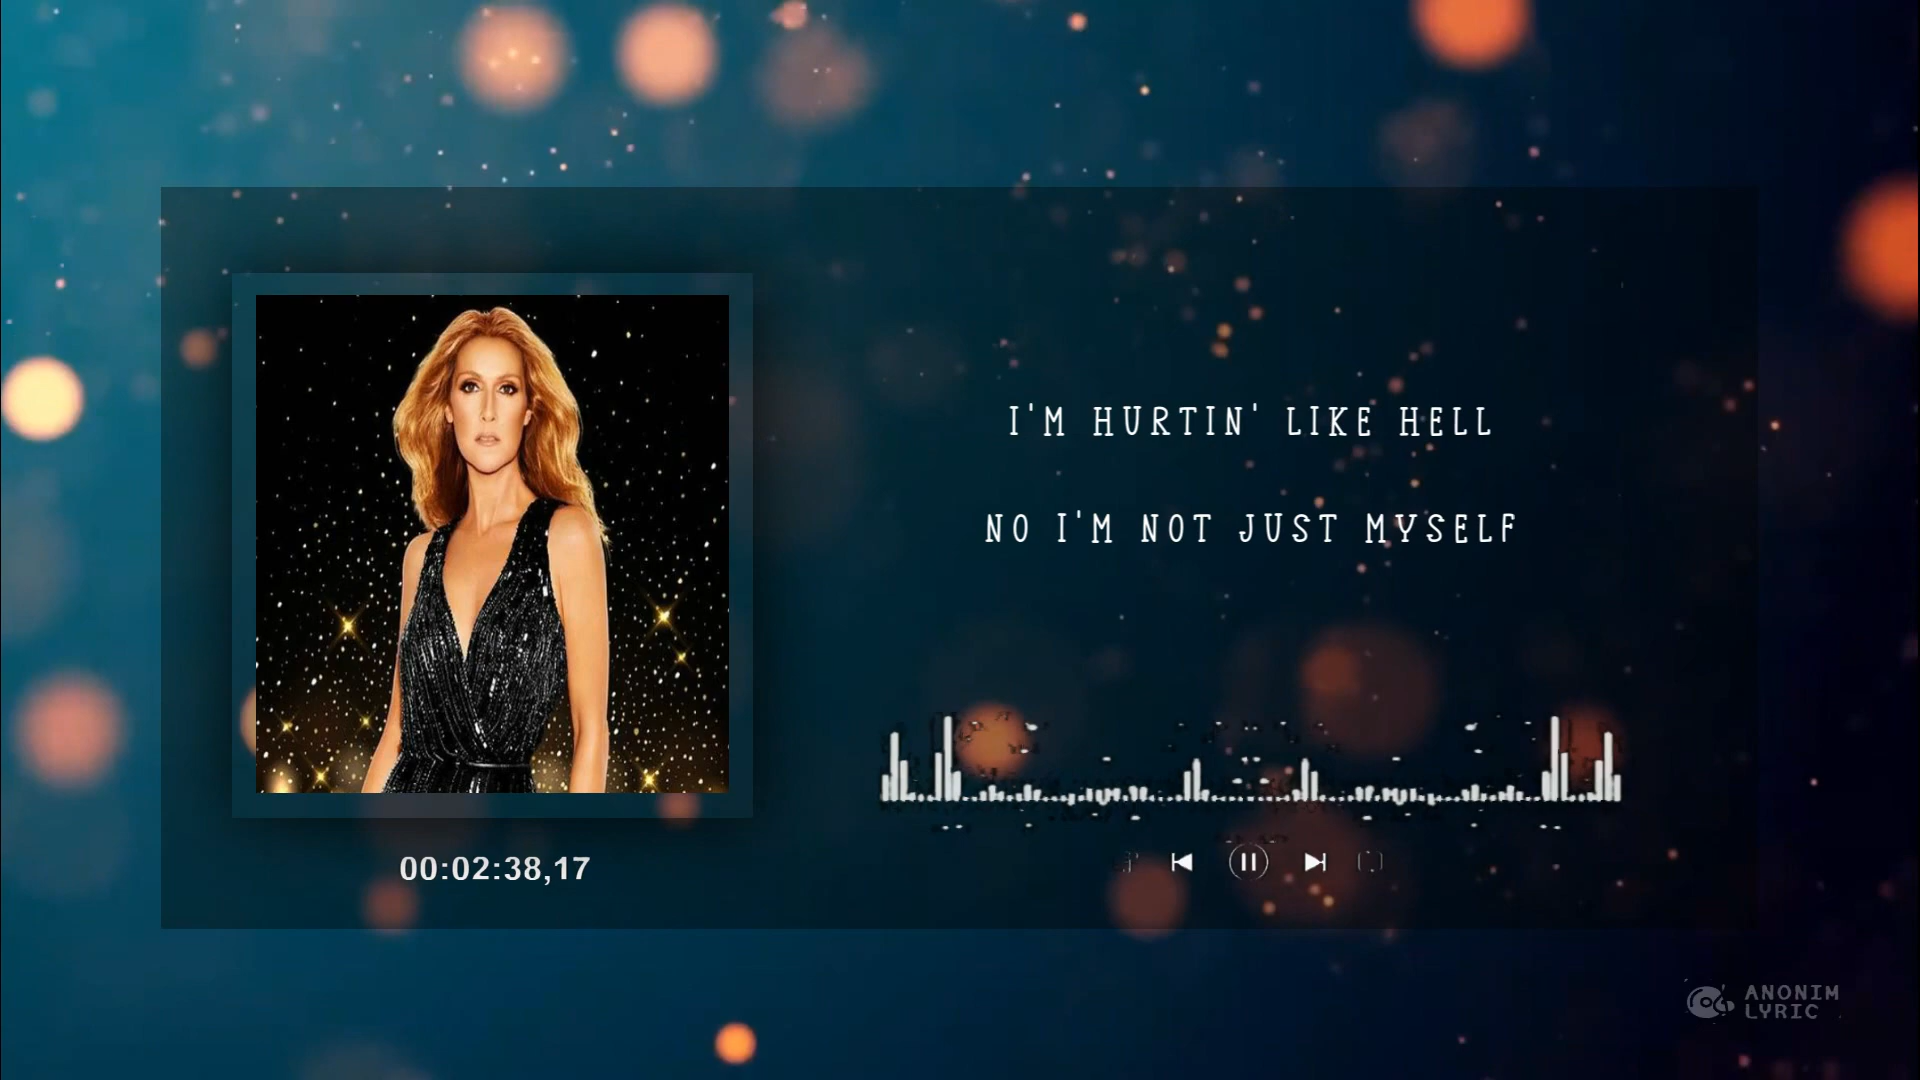 I'M HURTIN' LIKE HELL
NO I'M NOT JUST MYSELF
00:02:38,17
ANONIM
LYRIC